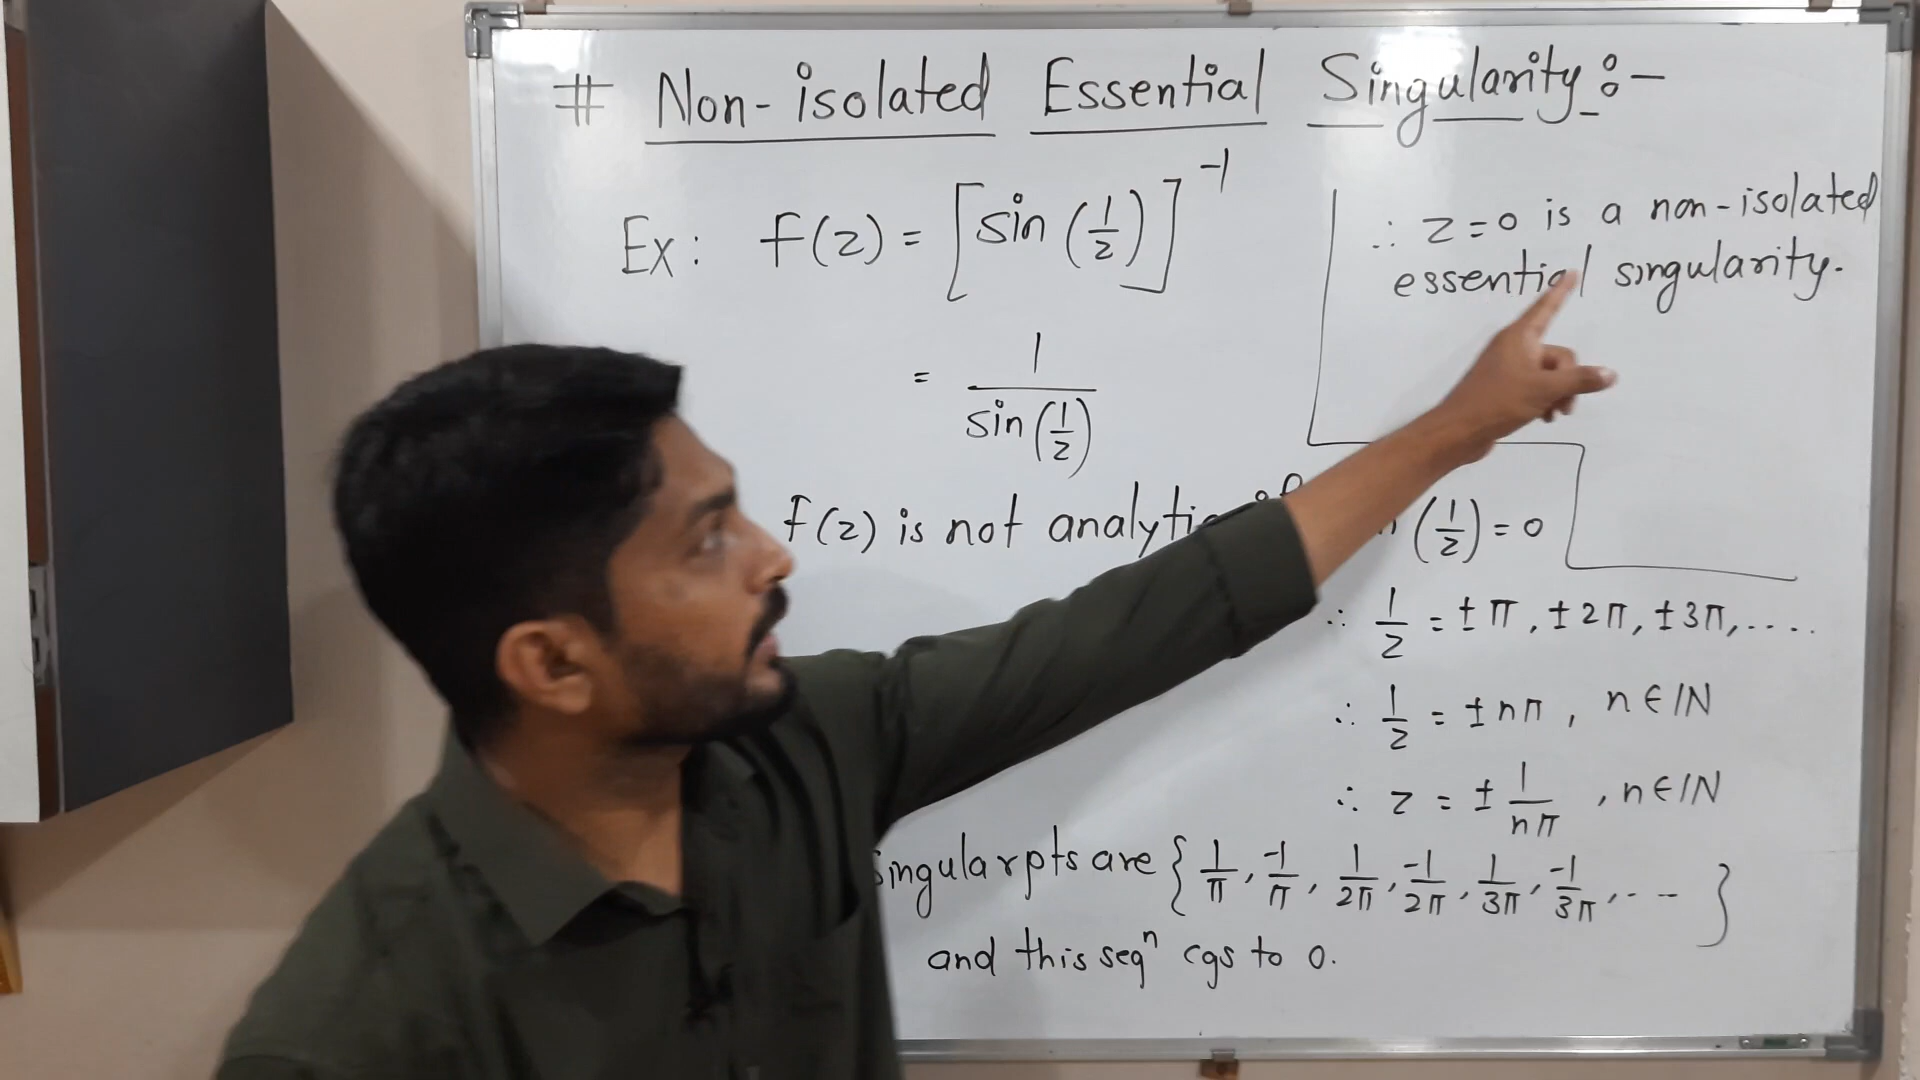 # Non-isolated Essential Singularity :-
Ex: f(z) = [sin (1/z)]^-1
= 1/sin(1/z)
f(z) is not analytic if (1/z) = 0
∴ 1/z = ±π, ±2π, ±3π, ....
∴ 1/z = ±nπ, n∈IN
∴ z = ± 1/nπ, n∈IN
singular pts are {1/π, -1/π, 1/2π, -1/2π, 1/3π, -1/3π, .. -- }
and this seq^n cgs to 0.
∴ z=0 is a non-isolated
essential singularity.